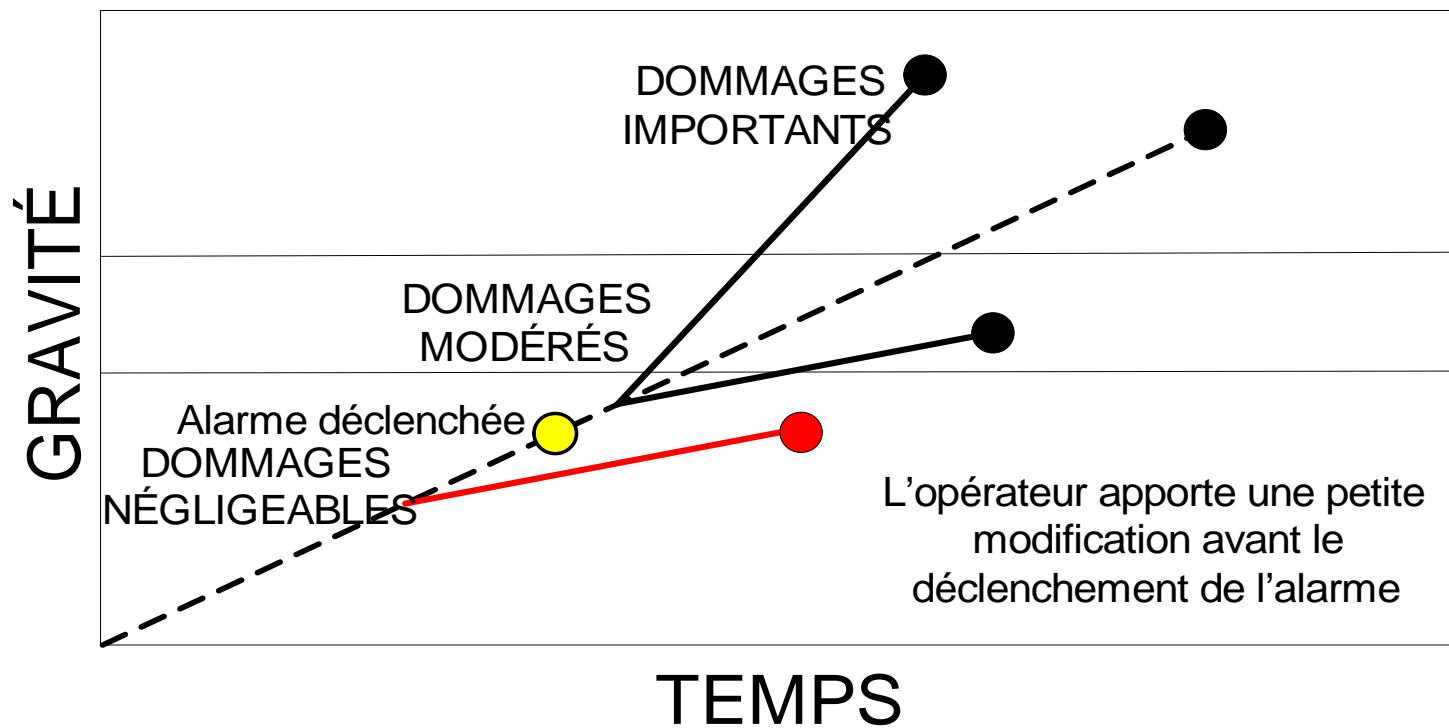 DOMMAGES
IMPORTANTS
GRAVITÉ
DOMMAGES
MODÉRÉS
Alarme déclenchée
DOMMAGES
NÉGLIGEABLES
L’opérateur apporte une petite
modification avant le
déclenchement de l’alarme
TEMPS